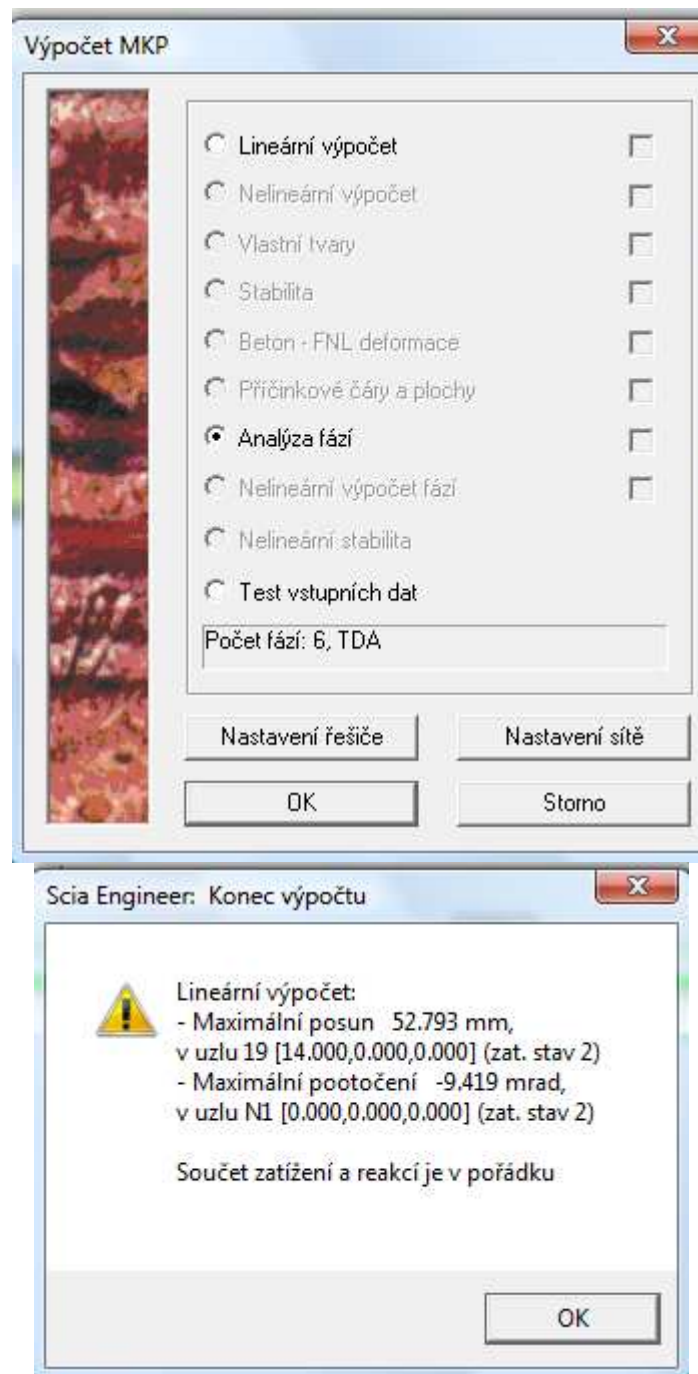 Výpočet MKP
Lineární výpočet
Nelineární výpočet
Vlastní tvary
Stabilita
Beton - FNL deformace
Příčinkové čáry a plochy
Analýza fází
Nelineární výpočet fází
Nelineární stabilita
Test vstupních dat
Počet fází: 6, TDA
Nastavení řešiče
Nastavení sítě
OK
Storno
Scia Engineer: Konec výpočtu
Lineární výpočet:
- Maximální posun 52.793 mm,
v uzlu 19 [14.000,0.000,0.000] (zat. stav 2)
- Maximální pootočení -9.419 mrad,
v uzlu N1 [0.000,0.000,0.000] (zat. stav 2)
Součet zatížení a reakcí je v pořádku
OK